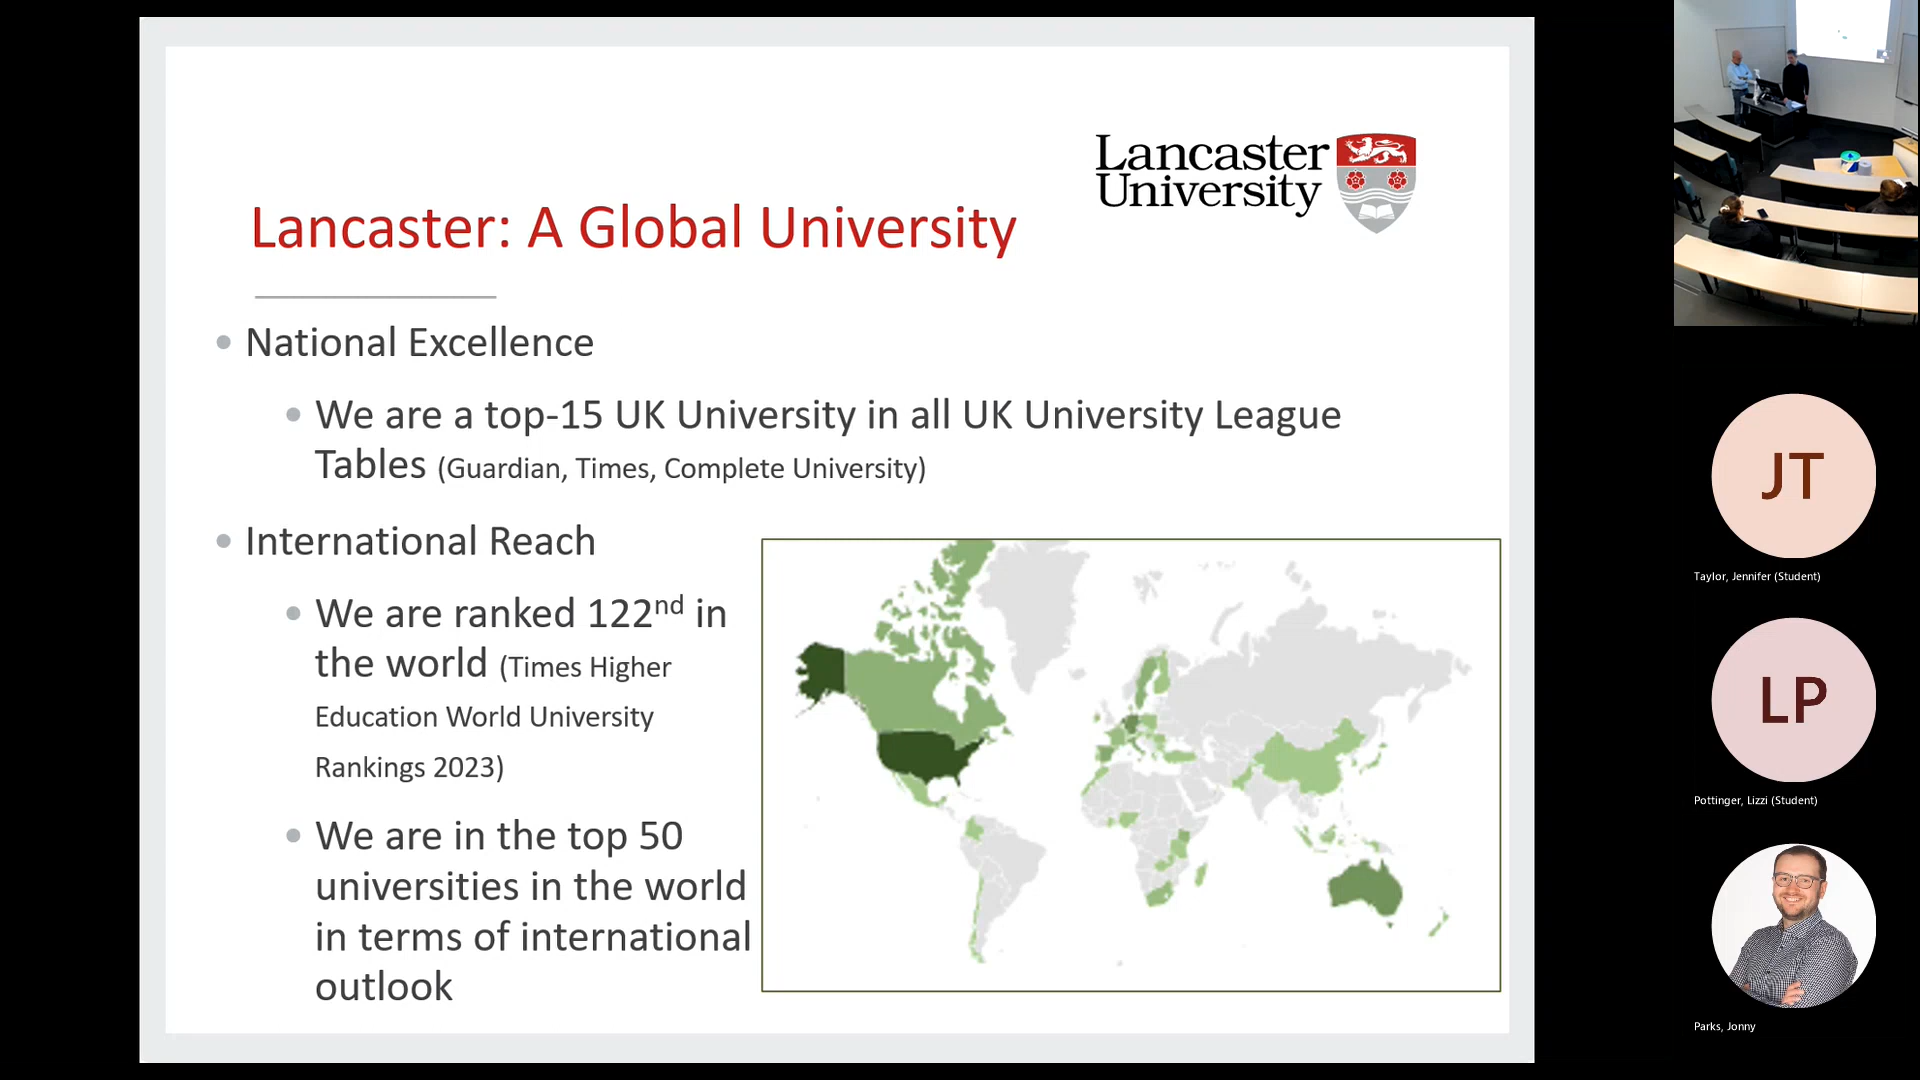 Lancaster
University
Lancaster: A Global University
• National Excellence
• We are a top-15 UK University in all UK University League
Tables (Guardian, Times, Complete University)
• International Reach
• We are ranked 122nd in
the world (Times Higher
Education World University
Rankings 2023)
• We are in the top 50
universities in the world
in terms of international
outlook
JT
Taylor, Jennifer (Student)
LP
Pottinger, Lizzi (Student)
Parks, Jonny